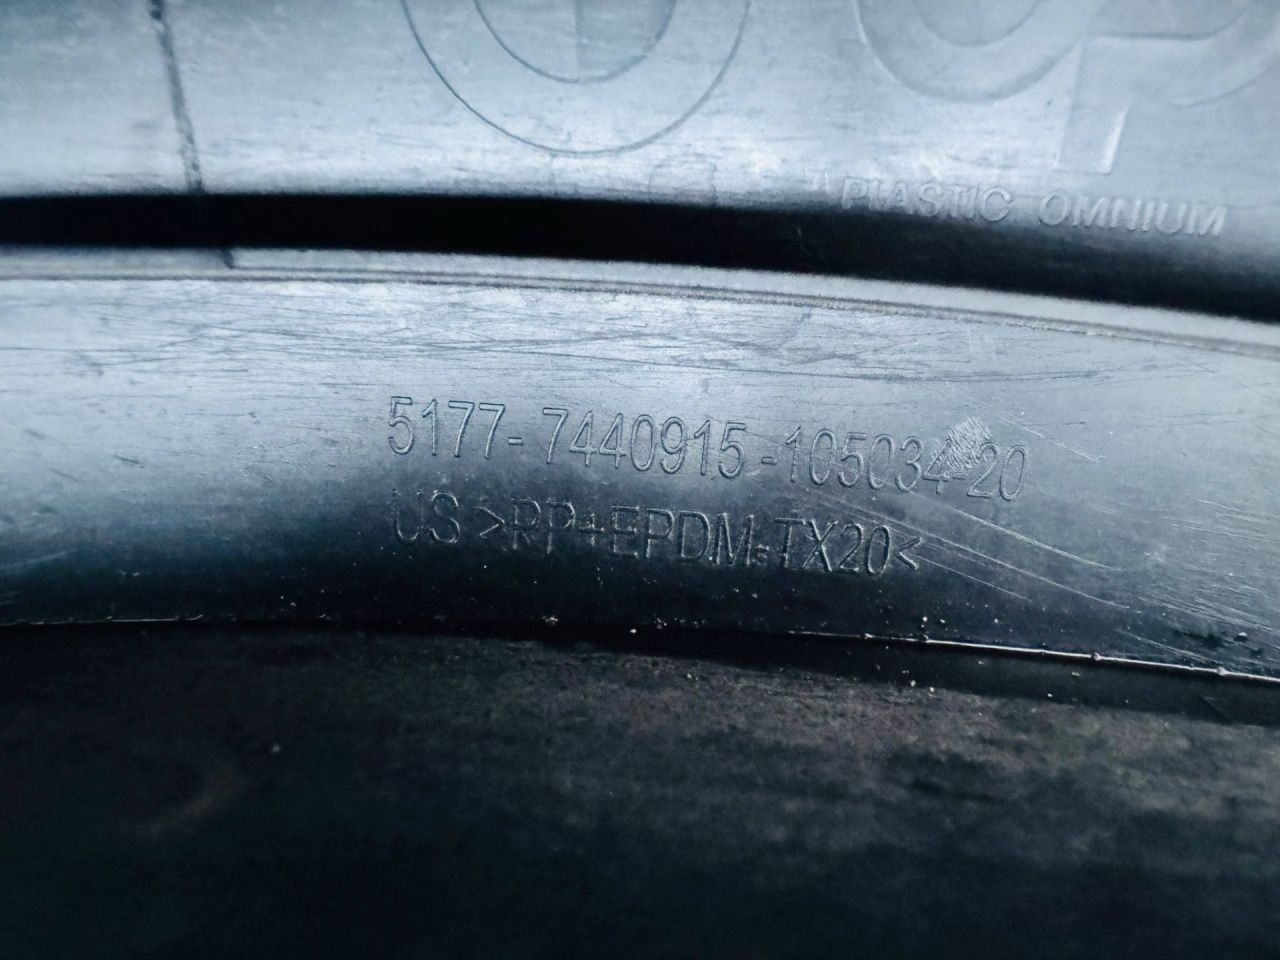 PLASTIC OMNIUM
5177-7440915-105034-20
US >PP+EPDM-TX20<